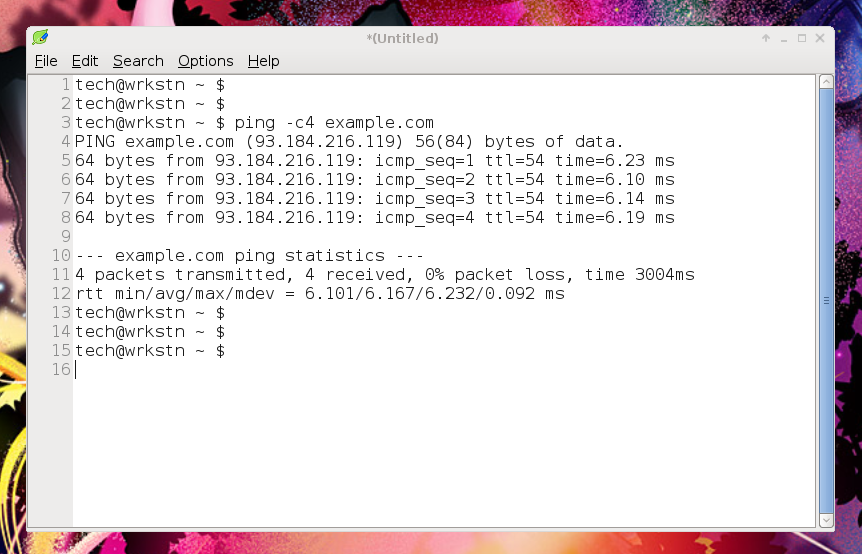 *(Untitled)
File Edit Search Options Help
1 tech@wrkstn ~ $
2 tech@wrkstn ~ $
3 tech@wrkstn ~ $ ping -c4 example.com
4 PING example.com (93.184.216.119) 56(84) bytes of data.
5 64 bytes from 93.184.216.119: icmp_seq=1 ttl=54 time=6.23 ms
6 64 bytes from 93.184.216.119: icmp_seq=2 ttl=54 time=6.10 ms
7 64 bytes from 93.184.216.119: icmp_seq=3 ttl=54 time=6.14 ms
8 64 bytes from 93.184.216.119: icmp_seq=4 ttl=54 time=6.19 ms
9
10 --- example.com ping statistics ---
11 4 packets transmitted, 4 received, 0% packet loss, time 3004ms
12 rtt min/avg/max/mdev = 6.101/6.167/6.232/0.092 ms
13 tech@wrkstn ~ $
14 tech@wrkstn ~ $
15 tech@wrkstn ~ $
16